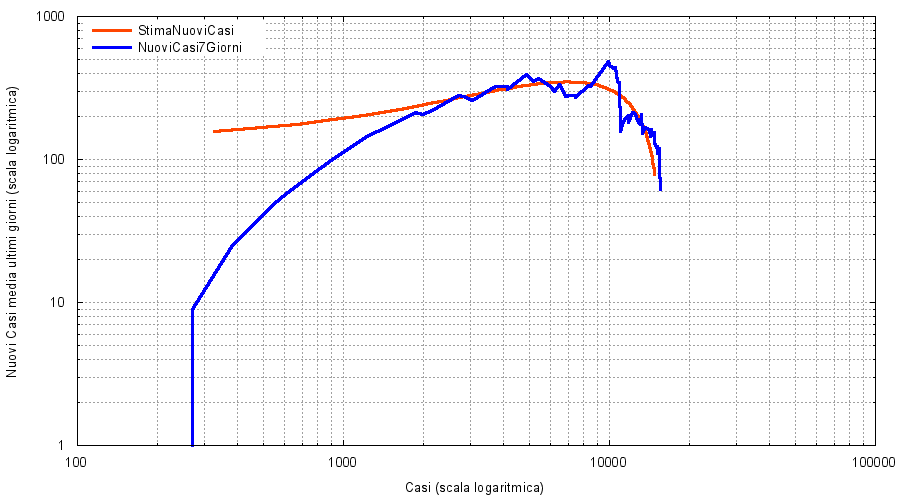 1000
StimaNuoviCasi
NuoviCasi7Giorni
100
10
1
100
1000
10000
100000
Nuovi Casi media ultimi giorni (scala logaritmica)
Casi (scala logaritmica)